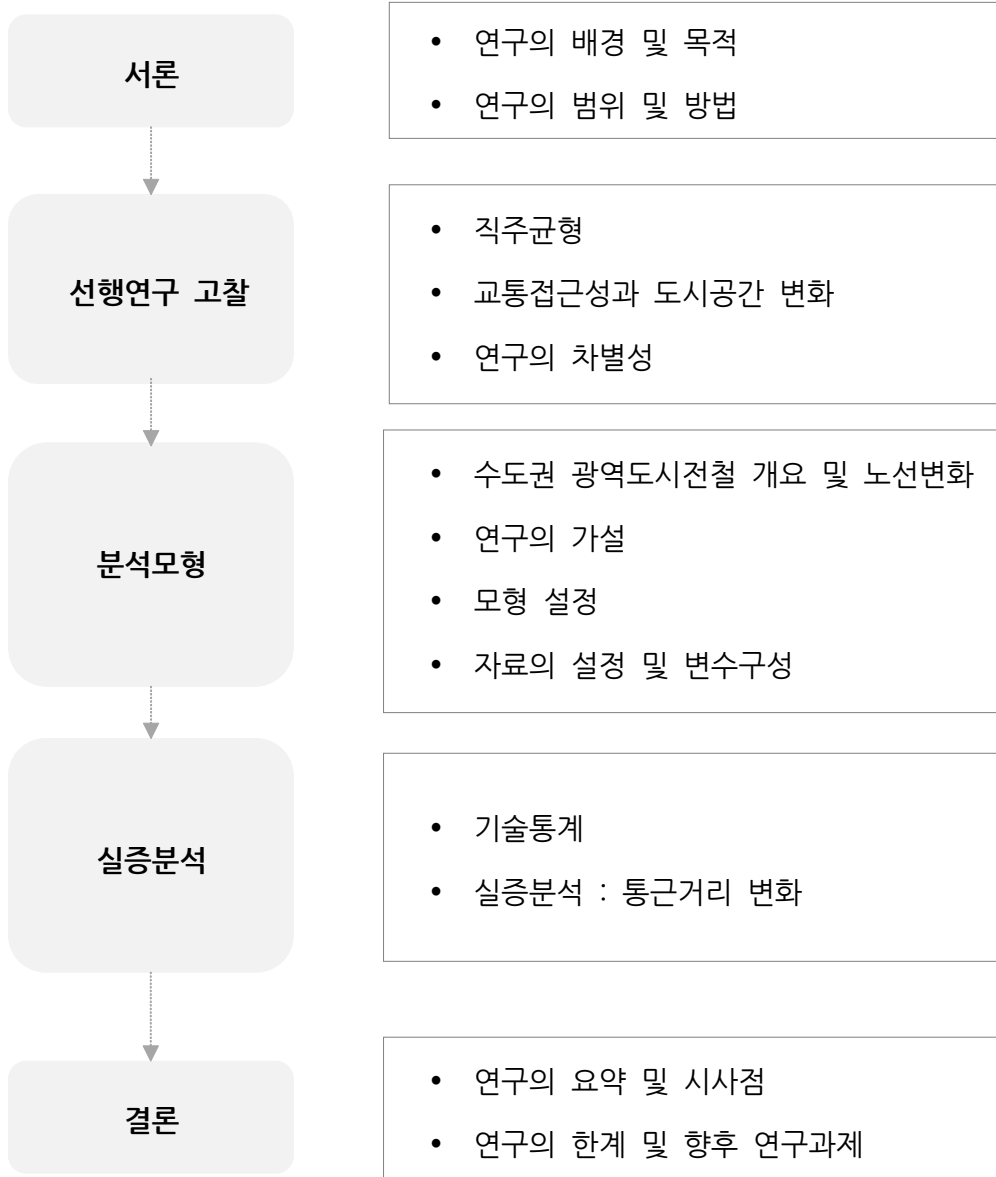 서론
• 연구의 배경 및 목적
• 연구의 범위 및 방법
선행연구 고찰
• 직주균형
• 교통접근성과 도시공간 변화
• 연구의 차별성
분석모형
• 수도권 광역도시전철 개요 및 노선변화
• 연구의 가설
• 모형 설정
• 자료의 설정 및 변수구성
실증분석
• 기술통계
• 실증분석 : 통근거리 변화
결론
• 연구의 요약 및 시사점
• 연구의 한계 및 향후 연구과제